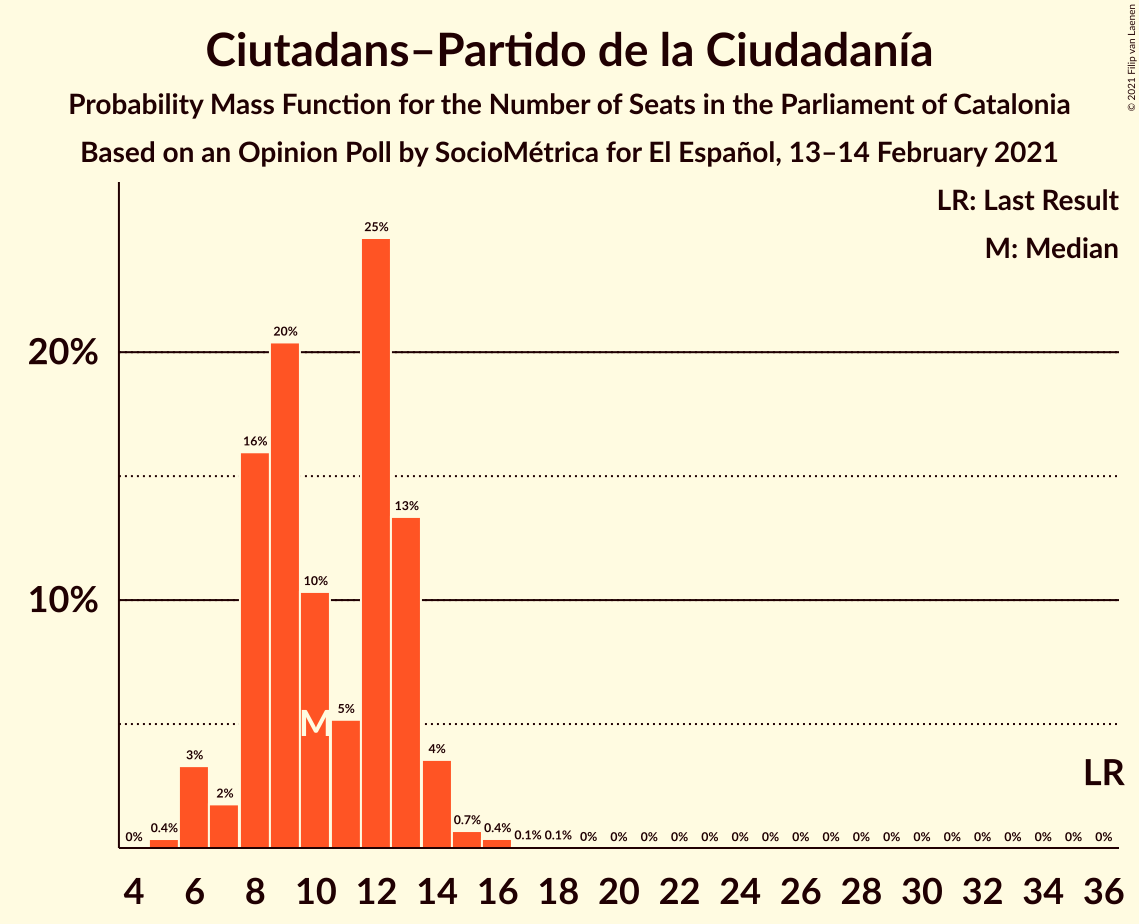 Ciutadans–Partido de la Ciudadanía
Probability Mass Function for the Number of Seats in the Parliament of Catalonia
Based on an Opinion Poll by SocioMétrica for El Español, 13–14 February 2021
© 2021 Filip van Laenen
LR: Last Result
M: Median
20%
10%
0% 0.4% 3% 2% 16% 20% 10% 5% 25% 13% 4% 0.7% 0.4% 0.1% 0.1% 0% 0% 0% 0% 0% 0% 0% 0% 0% 0% 0% 0% 0% 0% 0% 0% 0% 0%
M
LR
4 6 8 10 12 14 16 18 20 22 24 26 28 30 32 34 36